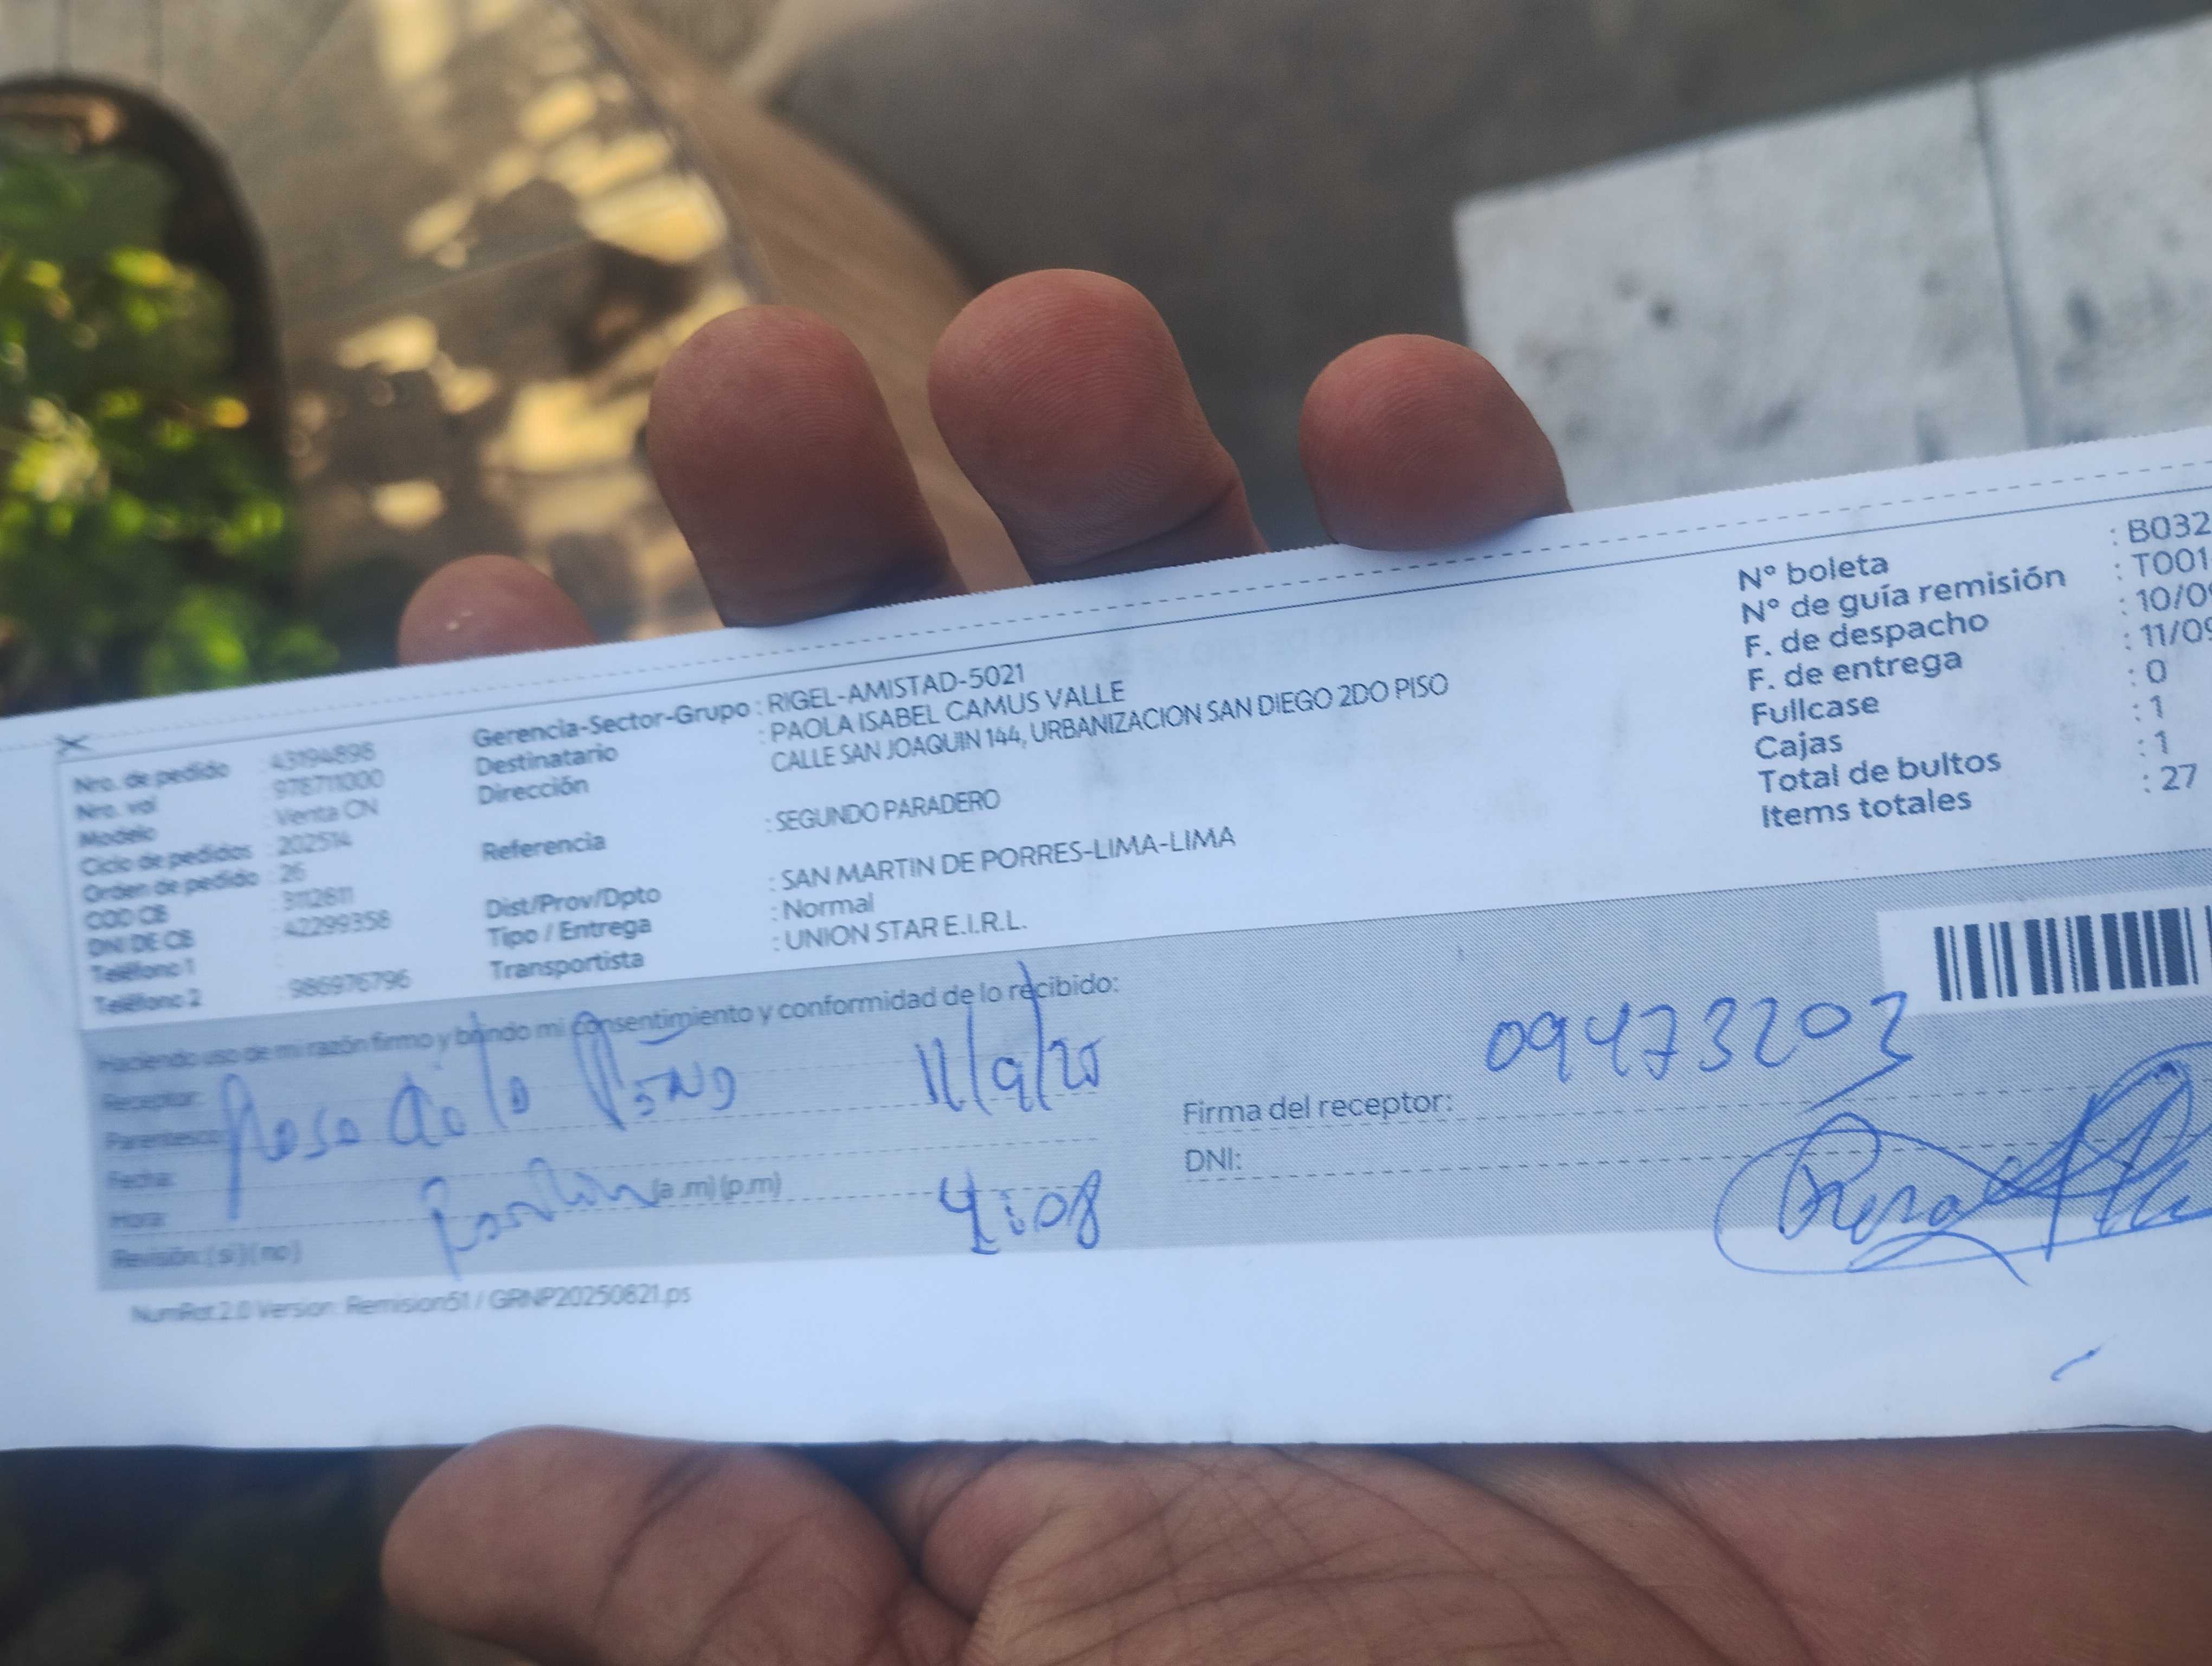 Nro. de pedido : 43194896
Nro. vol : 976711000
Modelo : Venta CN
Ciclo de pedidos : 202514
Orden de pedido : 26
COD CB : 3112611
DNI DE CB : 42299358
Teléfono 1 :
Teléfono 2 : 986976796
Gerencia-Sector-Grupo : RIGEL-AMISTAD-5021
Destinatario : PAOLA ISABEL CAMUS VALLE
Dirección CALLE SAN JOAQUIN 144, URBANIZACION SAN DIEGO 2DO PISO
Referencia : SEGUNDO PARADERO
Dist/Prov/Dpto : SAN MARTIN DE PORRES-LIMA-LIMA
Tipo / Entrega : Normal
Transportista : UNION STAR E.I.R.L.
N° boleta : B032
N° de guía remisión : T001
F. de despacho : 10/09
F. de entrega : 11/09
Fullcase : 0
Cajas : 1
Total de bultos : 1
Items totales : 27
Haciendo uso de mi razón firmo y brindo mi consentimiento y conformidad de lo recibido:
Receptor:
Parentesco:
11/9/25
Fecha:
Hora: (a .m) (p.m)
4:08
Revisión: ( si ) ( no )
09473203
Firma del receptor:
DNI:
NumRot:2.0 Version: Remision51 / GRNP20250821.ps